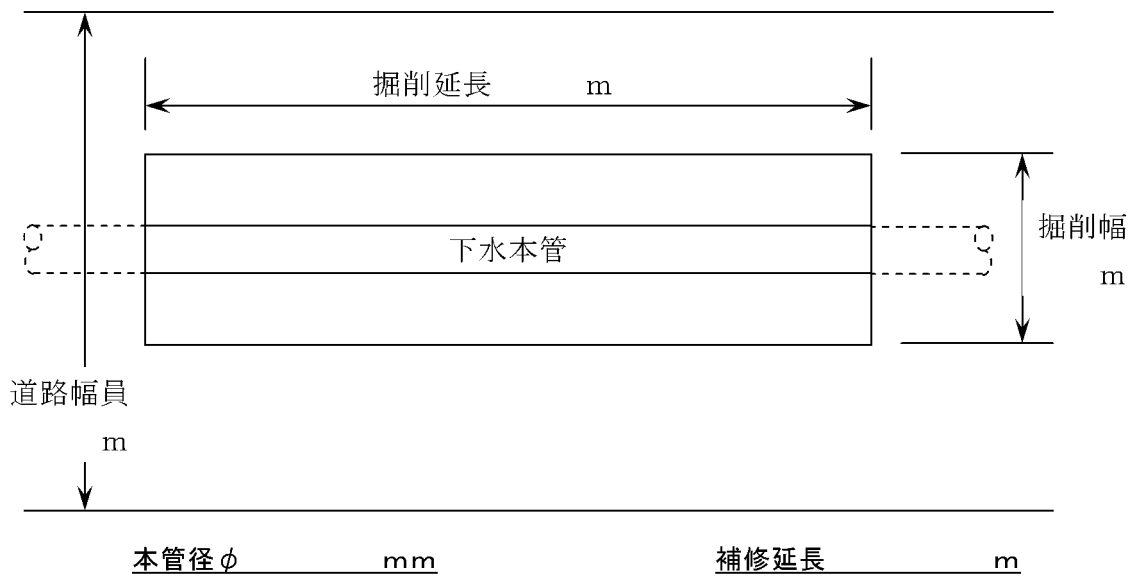 掘削延長　　　m
下水本管
掘削幅
m
道路幅員
m
本管径φ　　　　　mm　　　　　　　　　　補修延長　　　　　　m